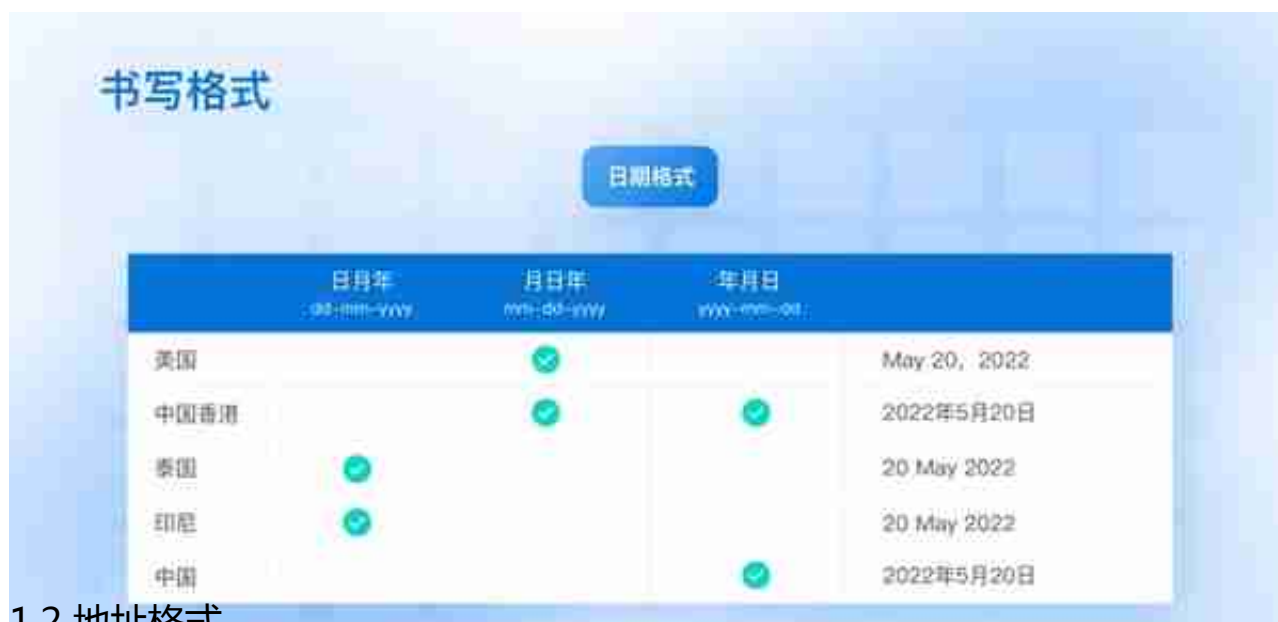 书写格式
日期格式
日月年 月日年 年月日
dd-mm-yyyy mm-dd-yyyy yyyy-mm-dd
美国 May 20, 2022
中国香港 2022年5月20日
泰国 20 May 2022
印尼 20 May 2022
中国 2022年5月20日
1.2 地址格式